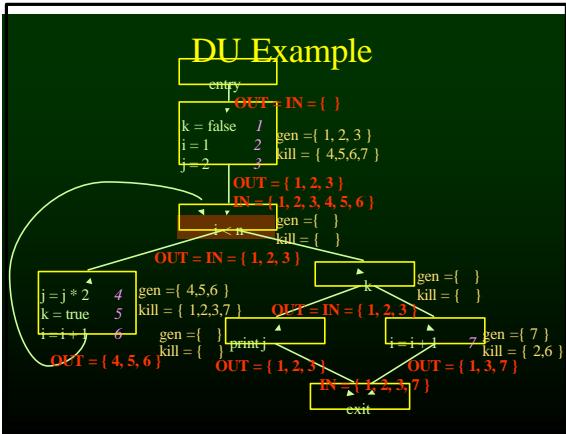 DU Example
entry
OUT = IN = { }
k = false 1
i = 1 2
j = 2 3
gen ={ 1, 2, 3 }
kill = { 4,5,6,7 }
OUT = { 1, 2, 3 }
IN = { 1, 2, 3, 4, 5, 6 }
i < n
gen ={ }
kill = { }
OUT = IN = { 1, 2, 3 }
k
gen ={ }
kill = { }
j = j * 2 4
k = true 5
i = i + 1 6
gen ={ 4,5,6 }
kill = { 1,2,3,7 }
OUT = IN = { 1, 2, 3 }
gen ={ }
kill = { }
print j
i = i + 1 7
gen ={ 7 }
kill = { 2,6 }
OUT = { 4, 5, 6 }
OUT = { 1, 2, 3 }
OUT = { 1, 3, 7 }
IN = { 1, 2, 3, 7 }
exit